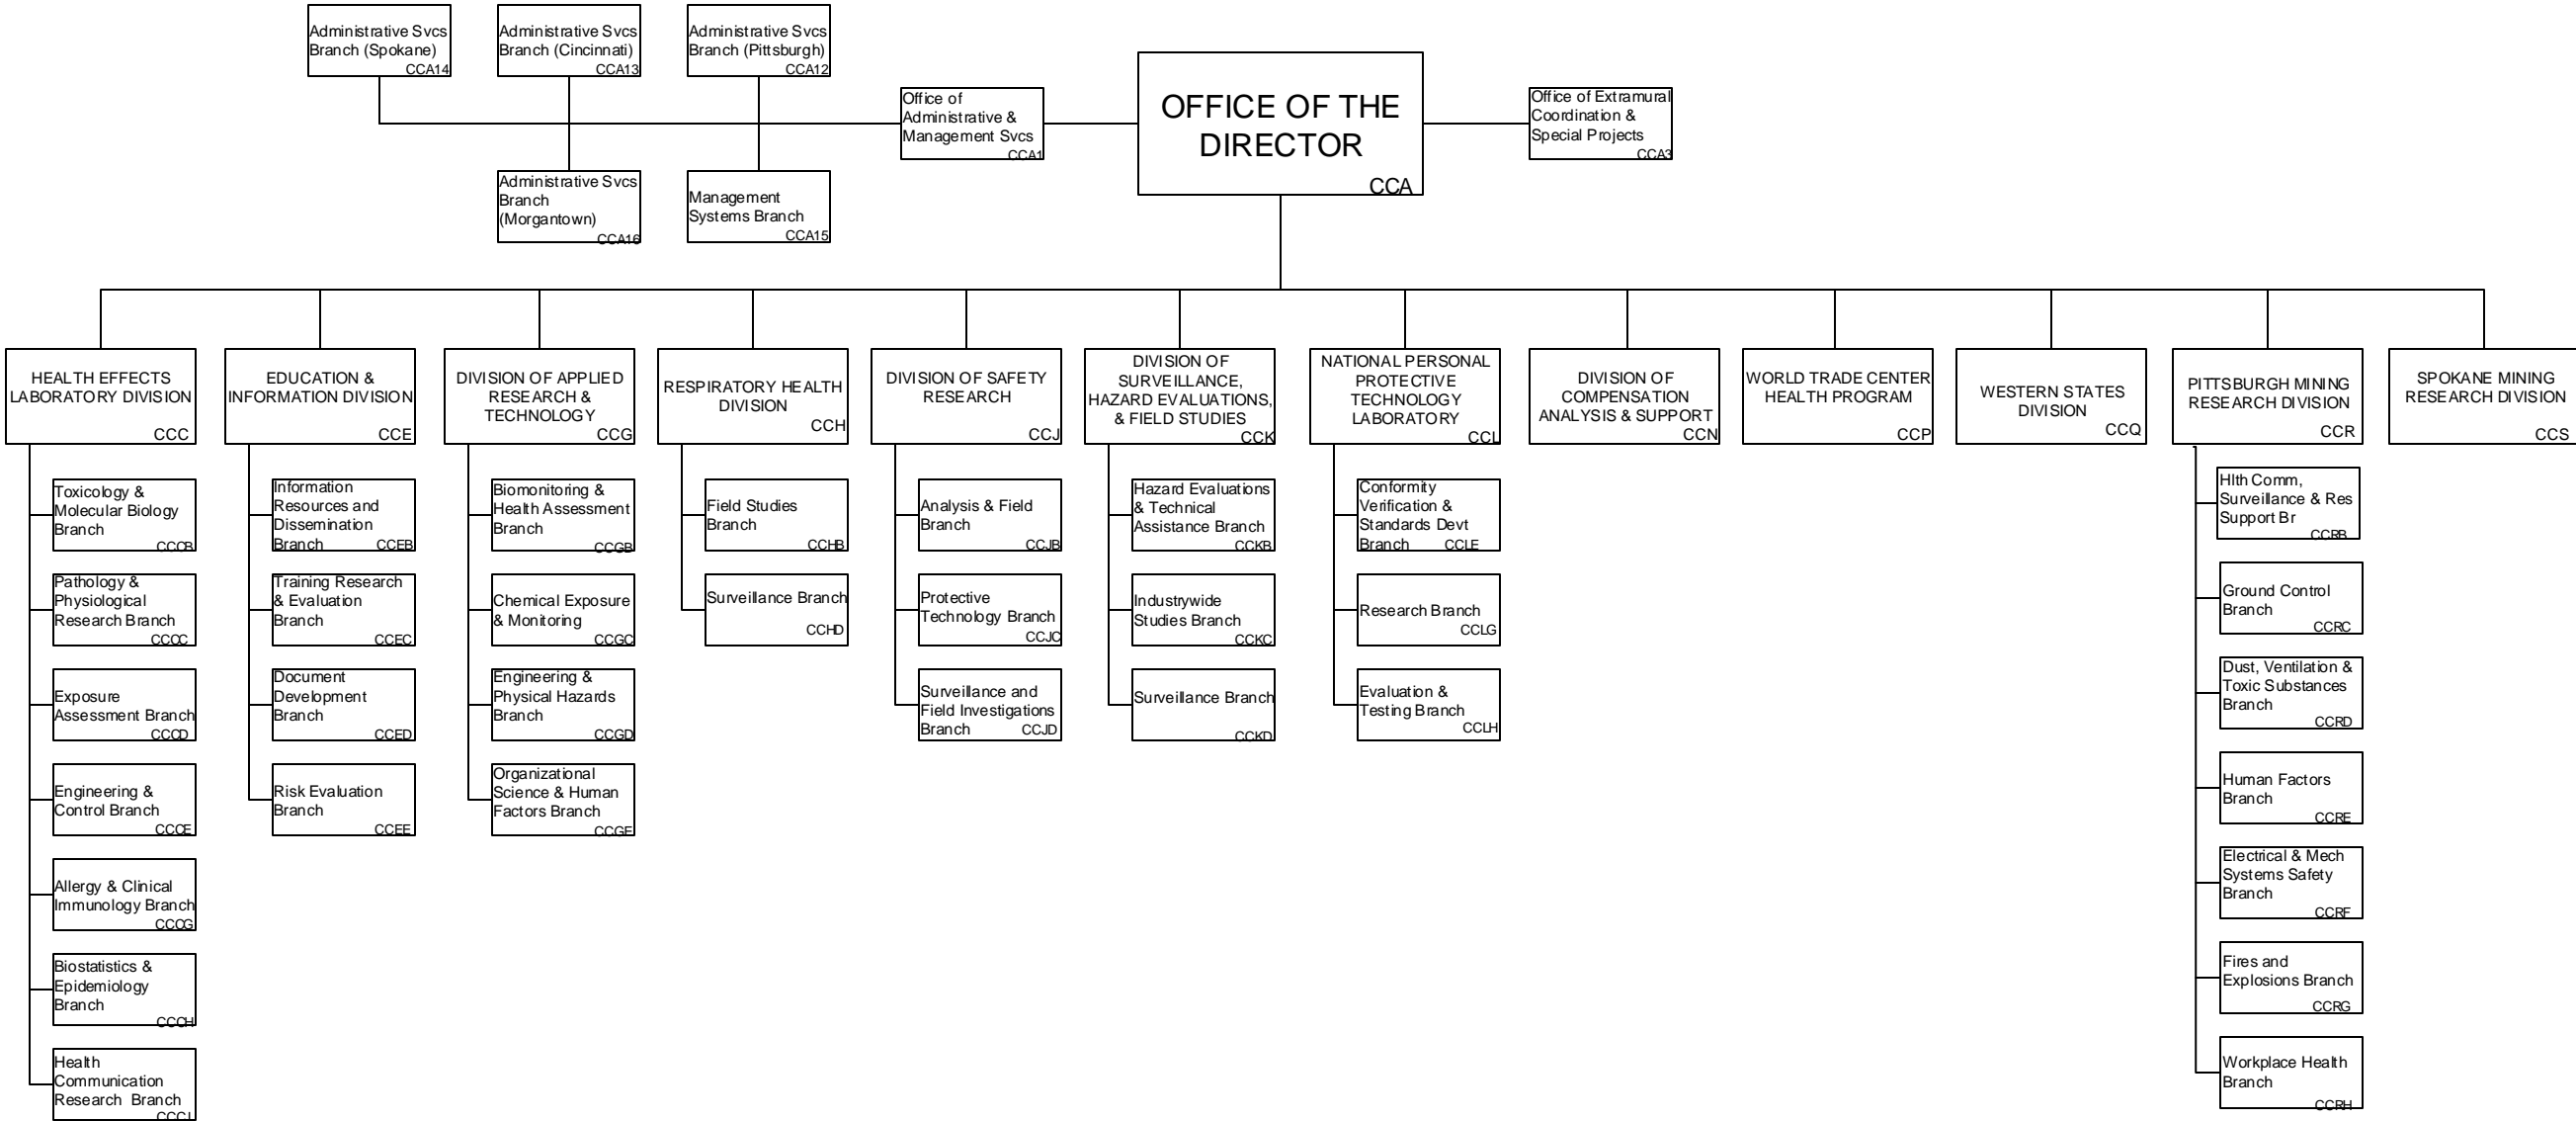 Administrative Svcs
Branch (Spokane)
CCA14
Administrative Svcs
Branch (Cincinnati)
CCA13
Administrative Svcs
Branch (Pittsburgh)
CCA12
Administrative Svcs
Branch
(Morgantown)
CCA16
Management
Systems Branch
CCA15
Office of
Administrative &
Management Svcs
CCA1
OFFICE OF THE
DIRECTOR
CCA
Office of Extramural
Coordination &
Special Projects
CCA3
HEALTH EFFECTS
LABORATORY DIVISION
CCC
Toxicology &
Molecular Biology
Branch
CCCB
Pathology &
Physiological
Research Branch
CCCC
Exposure
Assessment Branch
CCCD
Engineering &
Control Branch
CCCE
Allergy & Clinical
Immunology Branch
CCCG
Biostatistics &
Epidemiology
Branch
CCCH
Health
Communication
Research Branch
CCCJ
EDUCATION &
INFORMATION DIVISION
CCE
Information
Resources and
Dissemination
Branch CCEB
Training Research
& Evaluation
Branch
CCEC
Document
Development
Branch
CCED
Risk Evaluation
Branch
CCEE
DIVISION OF APPLIED
RESEARCH &
TECHNOLOGY
CCG
Biomonitoring &
Health Assessment
Branch
CCGB
Chemical Exposure
& Monitoring
CCGC
Engineering &
Physical Hazards
Branch
CCGD
Organizational
Science & Human
Factors Branch
CCGE
RESPIRATORY HEALTH
DIVISION
CCH
Field Studies
Branch
CCHB
Surveillance Branch
CCHD
DIVISION OF SAFETY
RESEARCH
CCJ
Analysis & Field
Branch
CCJB
Protective
Technology Branch
CCJC
Surveillance and
Field Investigations
Branch CCJD
DIVISION OF
SURVEILLANCE,
HAZARD EVALUATIONS,
& FIELD STUDIES
CCK
Hazard Evaluations
& Technical
Assistance Branch
CCKB
Industrywide
Studies Branch
CCKC
Surveillance Branch
CCKD
NATIONAL PERSONAL
PROTECTIVE
TECHNOLOGY
LABORATORY
CCL
Conformity
Verification &
Standards Devt
Branch CCLE
Research Branch
CCLG
Evaluation &
Testing Branch
CCLH
DIVISION OF
COMPENSATION
ANALYSIS & SUPPORT
CCN
WORLD TRADE CENTER
HEALTH PROGRAM
CCP
WESTERN STATES
DIVISION
CCQ
PITTSBURGH MINING
RESEARCH DIVISION
CCR
Hlth Comm,
Surveillance & Res
Support Br
CCRB
Ground Control
Branch
CCRC
Dust, Ventilation &
Toxic Substances
Branch
CCRD
Human Factors
Branch
CCRE
Electrical & Mech
Systems Safety
Branch
CCRF
Fires and
Explosions Branch
CCRG
Workplace Health
Branch
CCRH
SPOKANE MINING
RESEARCH DIVISION
CCS